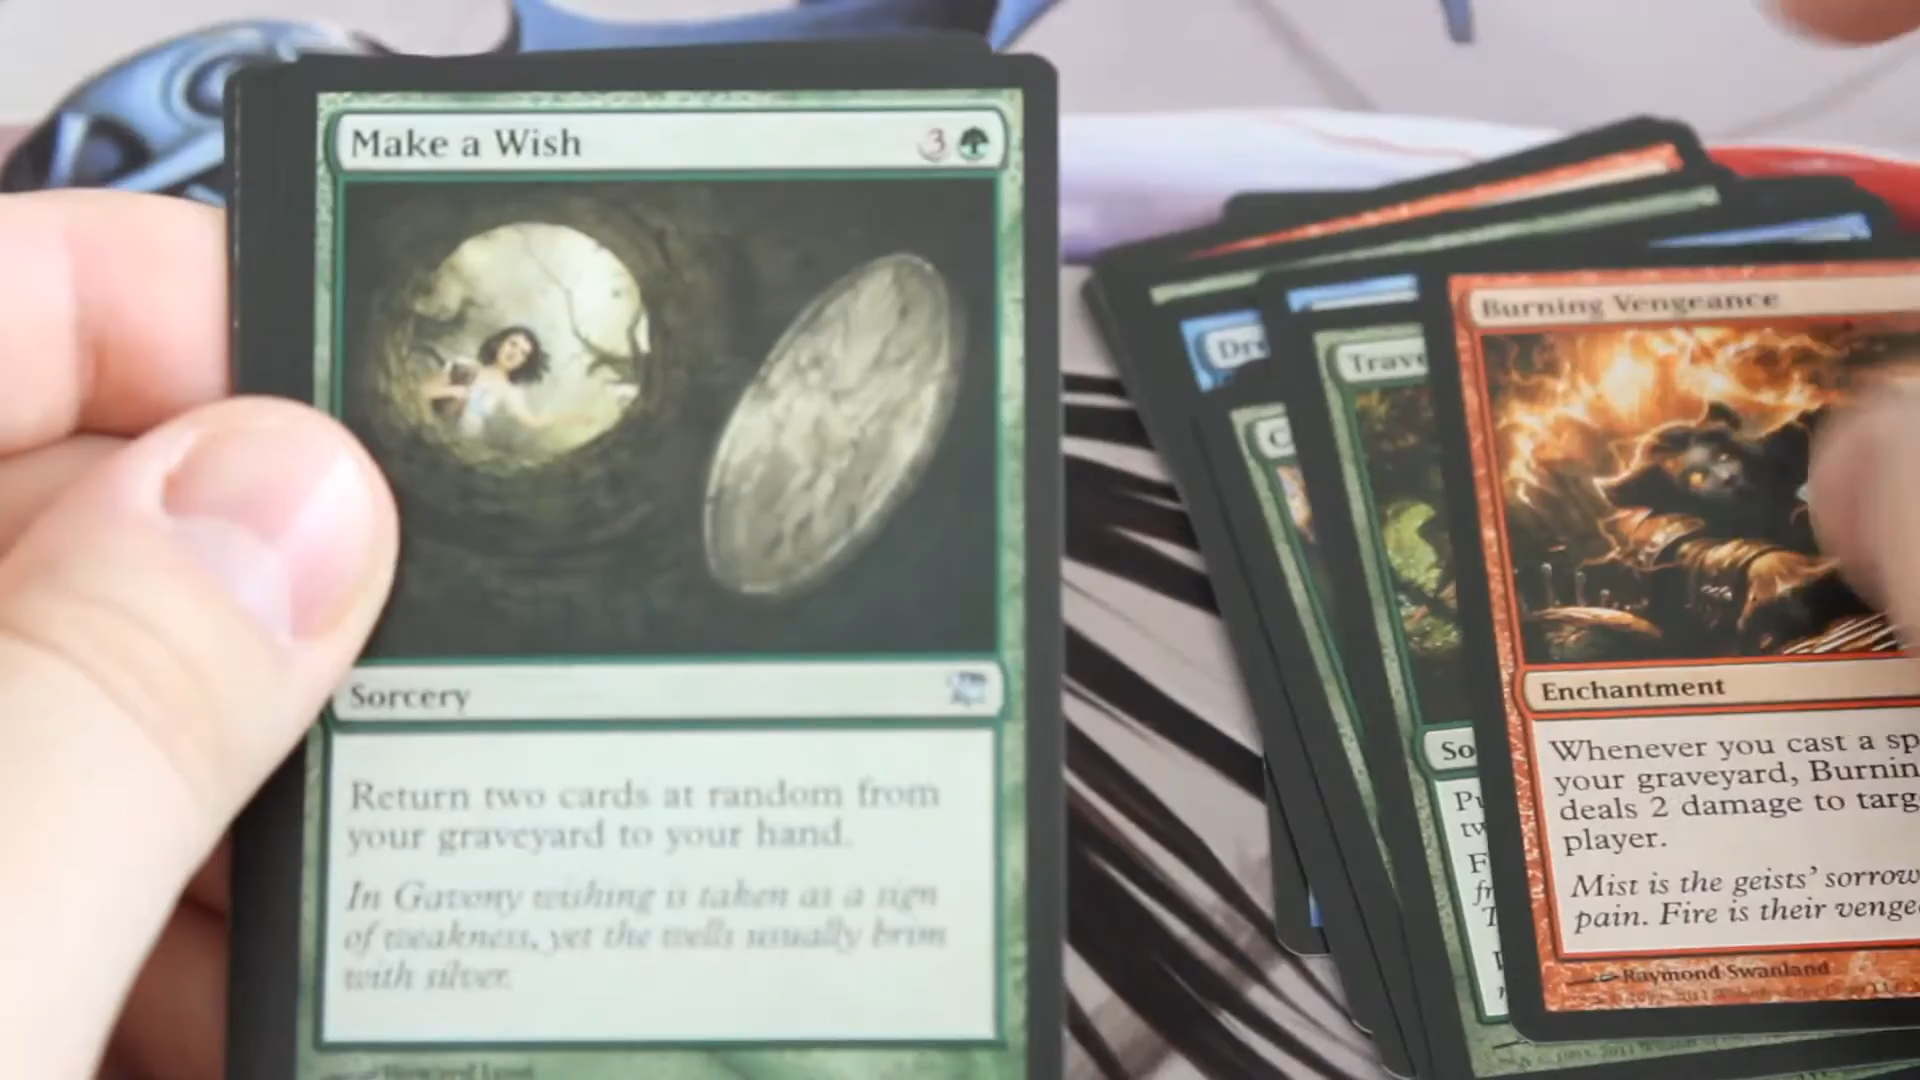 Make a Wish
3
Sorcery
Return two cards at random from
your graveyard to your hand.
In Gavony wishing is taken as a sign
of weakness, yet the wells usually brim
with silver.
Dr
C
Trave
So
Burning Vengeance
Enchantment
Whenever you cast a sp
your graveyard, Burnin
deals 2 damage to targ
player.
Mist is the geists' sorrow
pain. Fire is their venge
Raymond Swanland